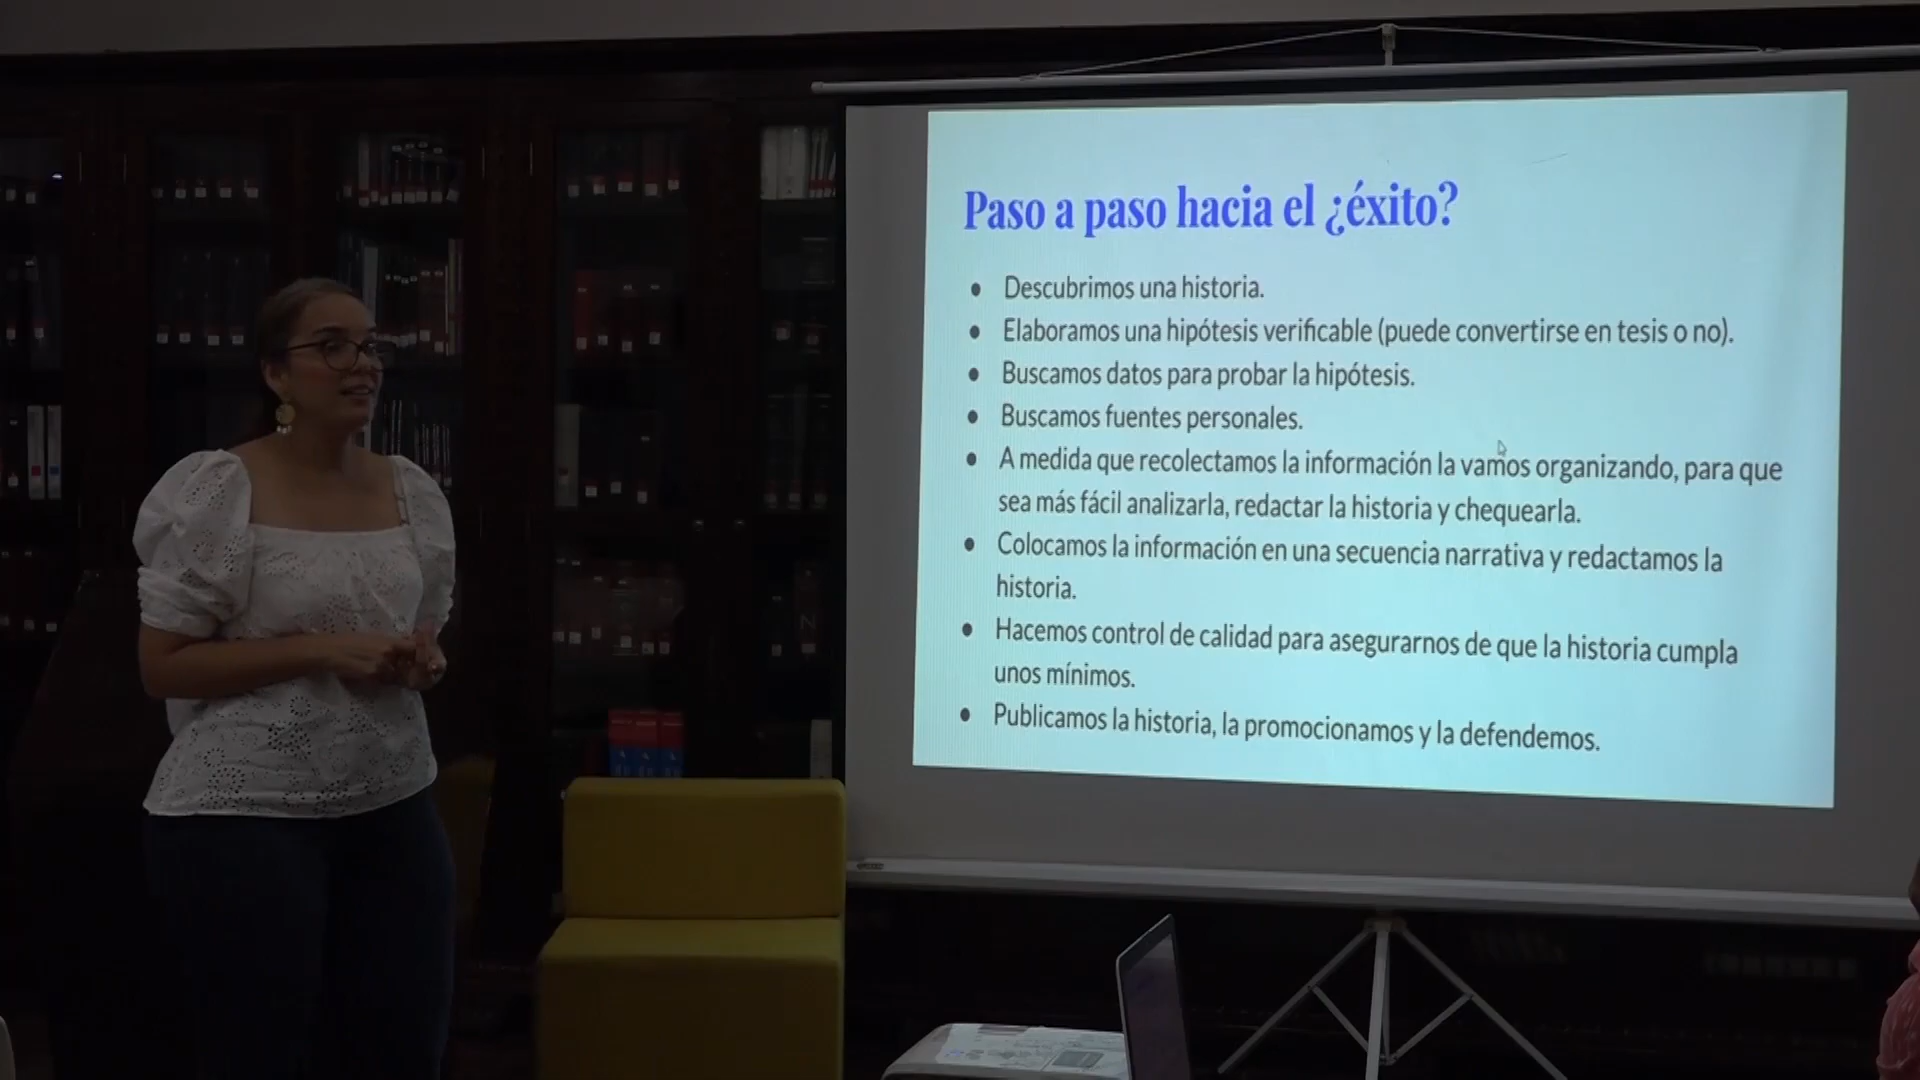 Paso a paso hacia el ¿éxito?
● Descubrimos una historia.
● Elaboramos una hipótesis verificable (puede convertirse en tesis o no).
● Buscamos datos para probar la hipótesis.
● Buscamos fuentes personales.
● A medida que recolectamos la información la vamos organizando, para que
sea más fácil analizarla, redactar la historia y chequearla.
● Colocamos la información en una secuencia narrativa y redactamos la
historia.
● Hacemos control de calidad para asegurarnos de que la historia cumpla
unos mínimos.
● Publicamos la historia, la promocionamos y la defendemos.